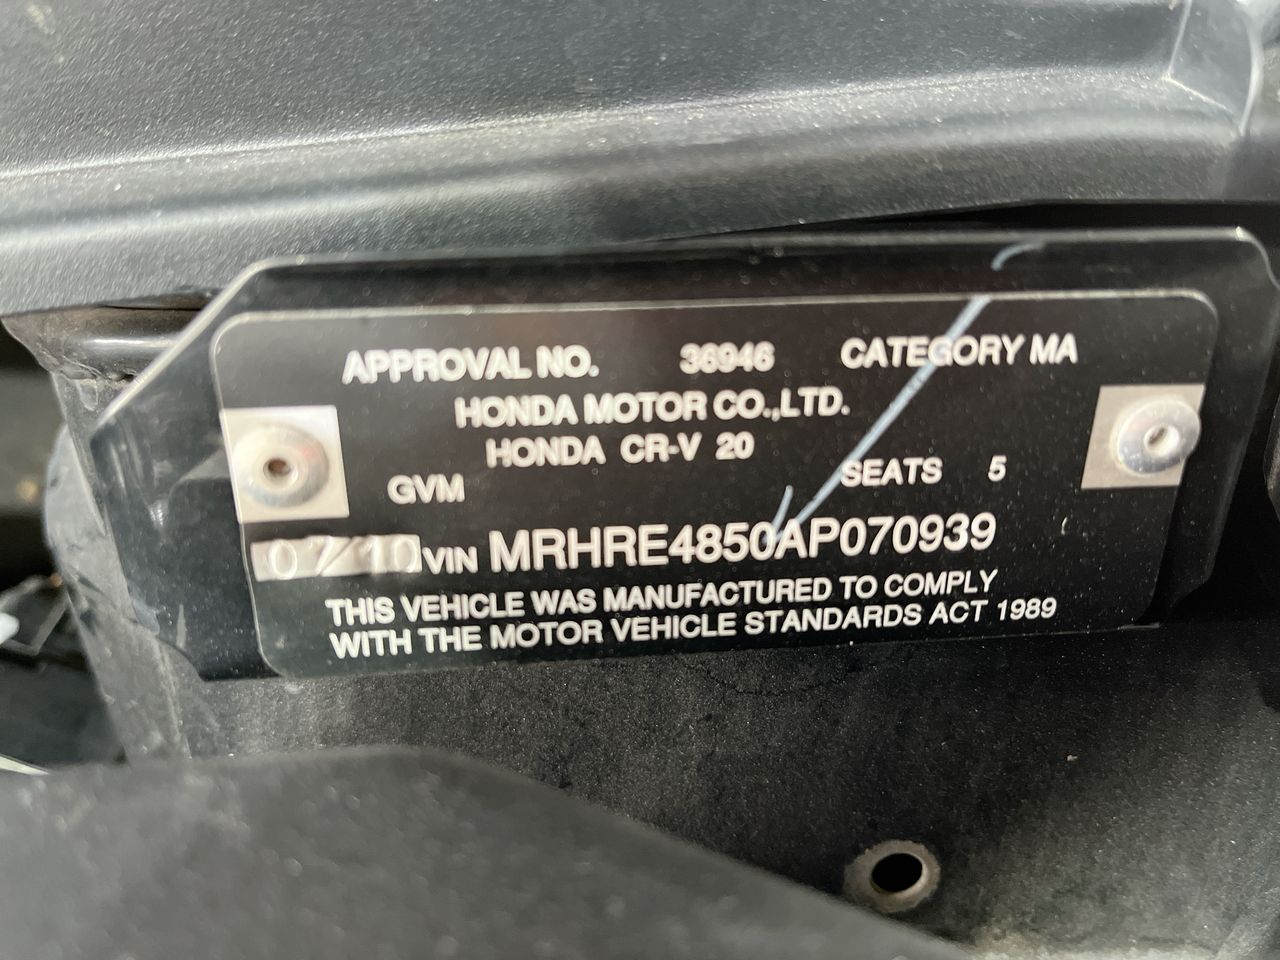 APPROVAL NO. 36946 CATEGORY MA
HONDA MOTOR CO.,LTD.
HONDA CR-V 20
GVM SEATS 5
07/10 VIN MRHRE4850AP070939
THIS VEHICLE WAS MANUFACTURED TO COMPLY
WITH THE MOTOR VEHICLE STANDARDS ACT 1989